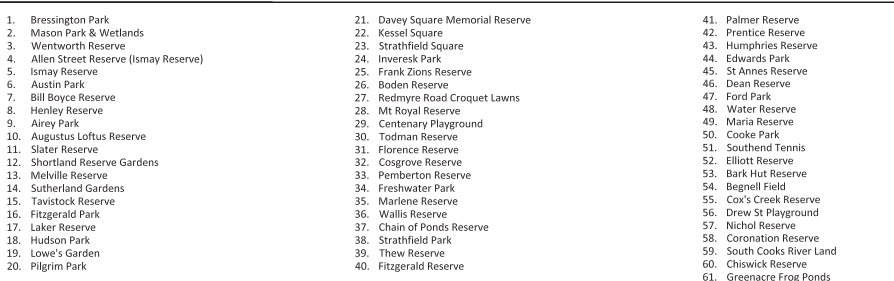 1. Bressington Park
2. Mason Park & Wetlands
3. Wentworth Reserve
4. Allen Street Reserve (Ismay Reserve)
5. Ismay Reserve
6. Austin Park
7. Bill Boyce Reserve
8. Henley Reserve
9. Airey Park
10. Augustus Loftus Reserve
11. Slater Reserve
12. Shortland Reserve Gardens
13. Melville Reserve
14. Sutherland Gardens
15. Tavistock Reserve
16. Fitzgerald Park
17. Laker Reserve
18. Hudson Park
19. Lowe's Garden
20. Pilgrim Park
21. Davey Square Memorial Reserve
22. Kessel Square
23. Strathfield Square
24. Inveresk Park
25. Frank Zions Reserve
26. Boden Reserve
27. Redmyre Road Croquet Lawns
28. Mt Royal Reserve
29. Centenary Playground
30. Todman Reserve
31. Florence Reserve
32. Cosgrove Reserve
33. Pemberton Reserve
34. Freshwater Park
35. Marlene Reserve
36. Wallis Reserve
37. Chain of Ponds Reserve
38. Strathfield Park
39. Thew Reserve
40. Fitzgerald Reserve
41. Palmer Reserve
42. Prentice Reserve
43. Humphries Reserve
44. Edwards Park
45. St Annes Reserve
46. Dean Reserve
47. Ford Park
48. Water Reserve
49. Maria Reserve
50. Cooke Park
51. Southend Tennis
52. Elliott Reserve
53. Bark Hut Reserve
54. Begnell Field
55. Cox's Creek Reserve
56. Drew St Playground
57. Nichol Reserve
58. Coronation Reserve
59. South Cooks River Land
60. Chiswick Reserve
61. Greenacre Frog Ponds